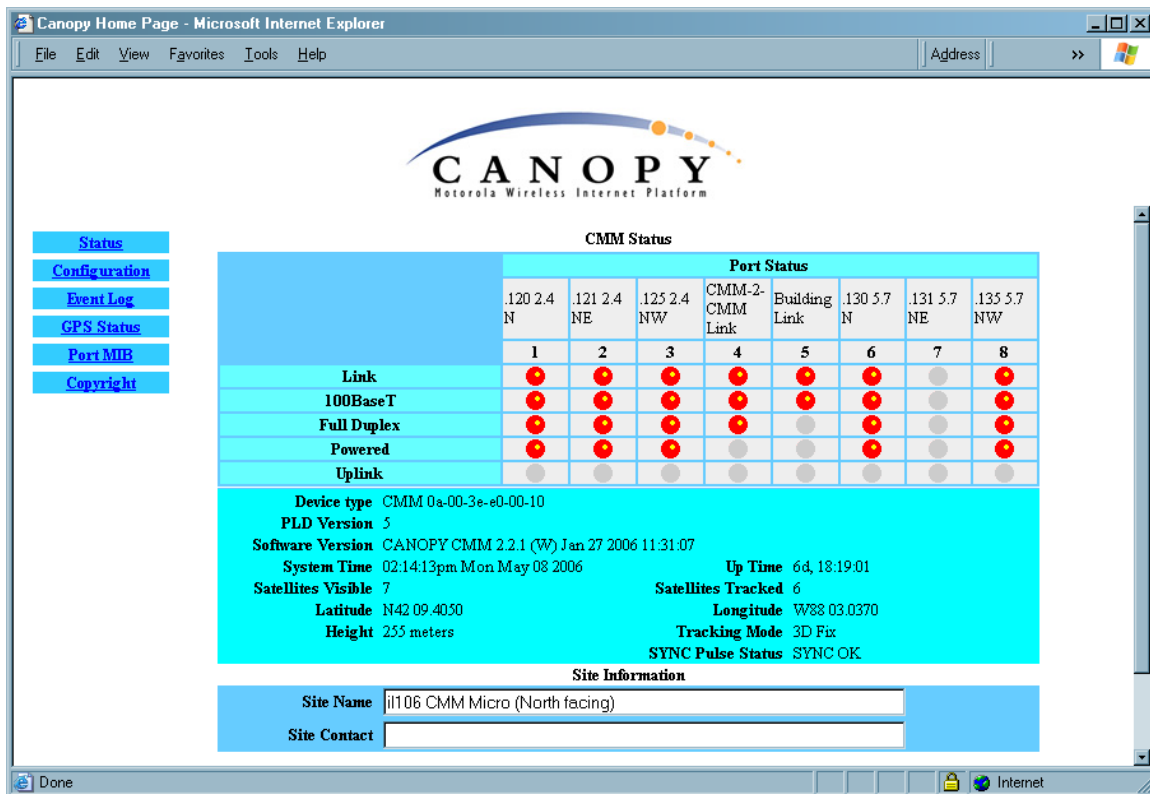 Canopy Home Page - Microsoft Internet Explorer
File Edit View Favorites Tools Help Address »
CANOPY
Motorola Wireless Internet Platform
Status
Configuration
Event Log
GPS Status
Port MIB
Copyright
CMM Status
Port Status
.120 2.4 N
.121 2.4 NE
.125 2.4 NW
CMM-2-CMM Link
Building Link
.130 5.7 N
.131 5.7 NE
.135 5.7 NW
1 2 3 4 5 6 7 8
Link
100BaseT
Full Duplex
Powered
Uplink
Device type CMM 0a-00-3e-e0-00-10
PLD Version 5
Software Version CANOPY CMM 2.2.1 (W) Jan 27 2006 11:31:07
System Time 02:14:13pm Mon May 08 2006 Up Time 6d, 18:19:01
Satellites Visible 7 Satellites Tracked 6
Latitude N42 09.4050 Longitude W88 03.0370
Height 255 meters Tracking Mode 3D Fix
SYNC Pulse Status SYNC OK
Site Information
Site Name il106 CMM Micro (North facing)
Site Contact
Done Internet